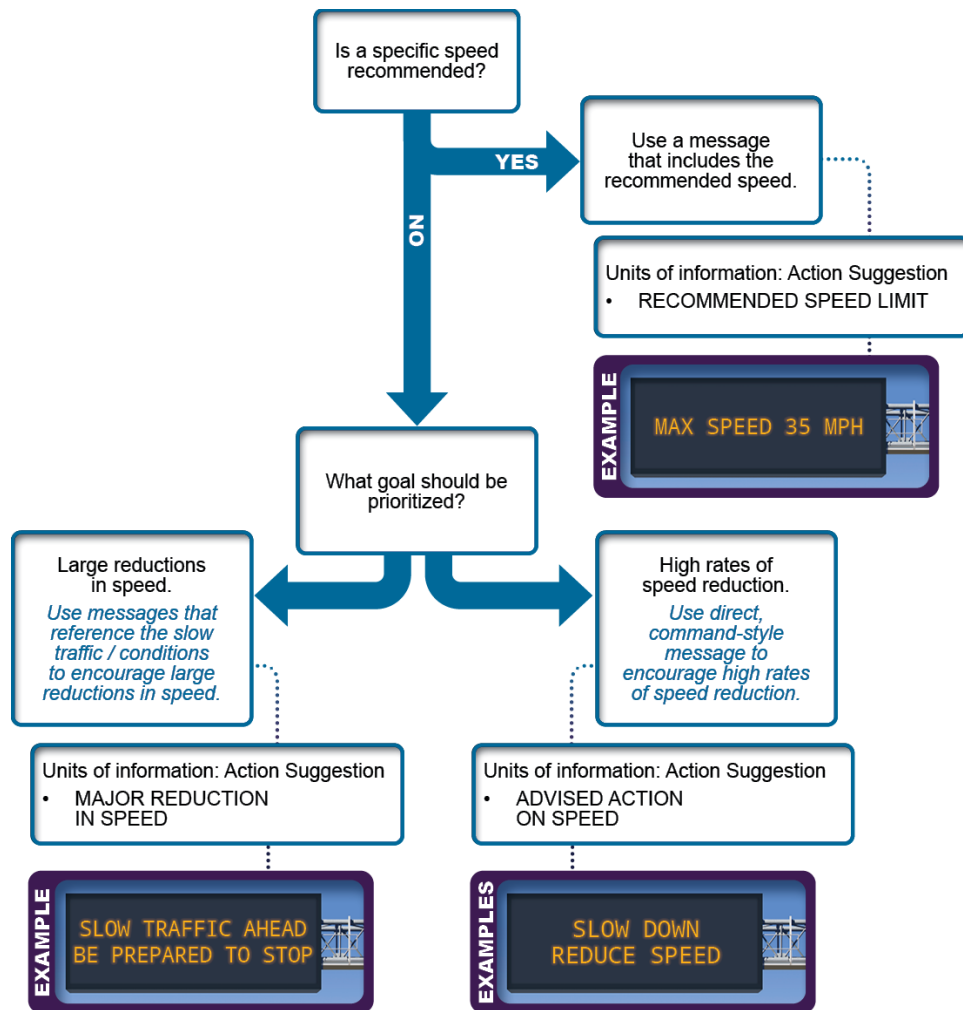 Is a specific speed
recommended?
YES
Use a message
that includes the
recommended speed.
NO
Units of information: Action Suggestion
• RECOMMENDED SPEED LIMIT
EXAMPLE
MAX SPEED 35 MPH
What goal should be
prioritized?
Large reductions
in speed.
Use messages that
reference the slow
traffic / conditions
to encourage large
reductions in speed.
High rates of
speed reduction.
Use direct,
command-style
message to
encourage high rates
of speed reduction.
Units of information: Action Suggestion
• MAJOR REDUCTION
IN SPEED
Units of information: Action Suggestion
• ADVISED ACTION
ON SPEED
EXAMPLE
SLOW TRAFFIC AHEAD
BE PREPARED TO STOP
EXAMPLES
SLOW DOWN
REDUCE SPEED